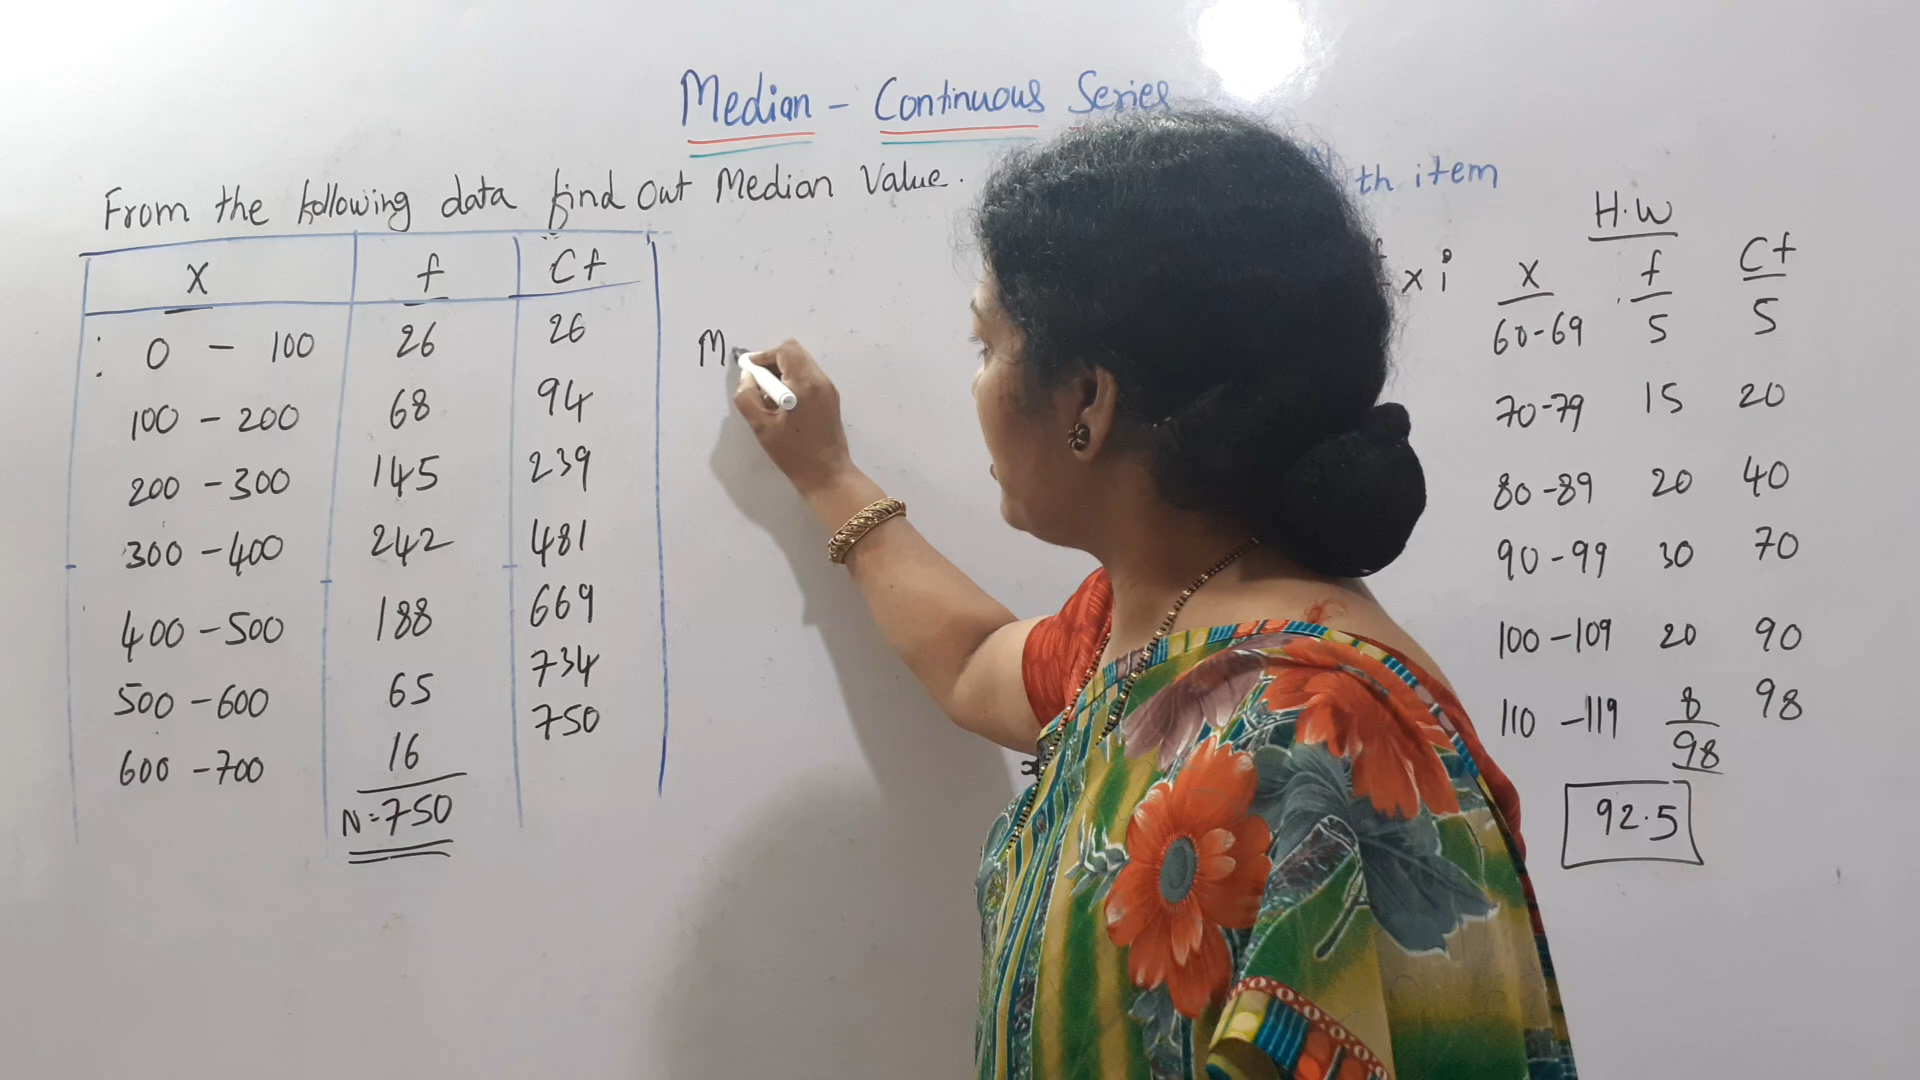 Median - Continuous Series
From the following data find out Median Value.
th item
x i
X f Cf
0 - 100 26 26
100 - 200 68 94
200 - 300 145 239
300 - 400 242 481
400 - 500 188 669
500 - 600 65 734
600 - 700 16 750
N = 750
M
H.W
X f Cf
60-69 5 5
70-79 15 20
80-89 20 40
90-99 30 70
100-109 20 90
110-119 8 98
98
92.5